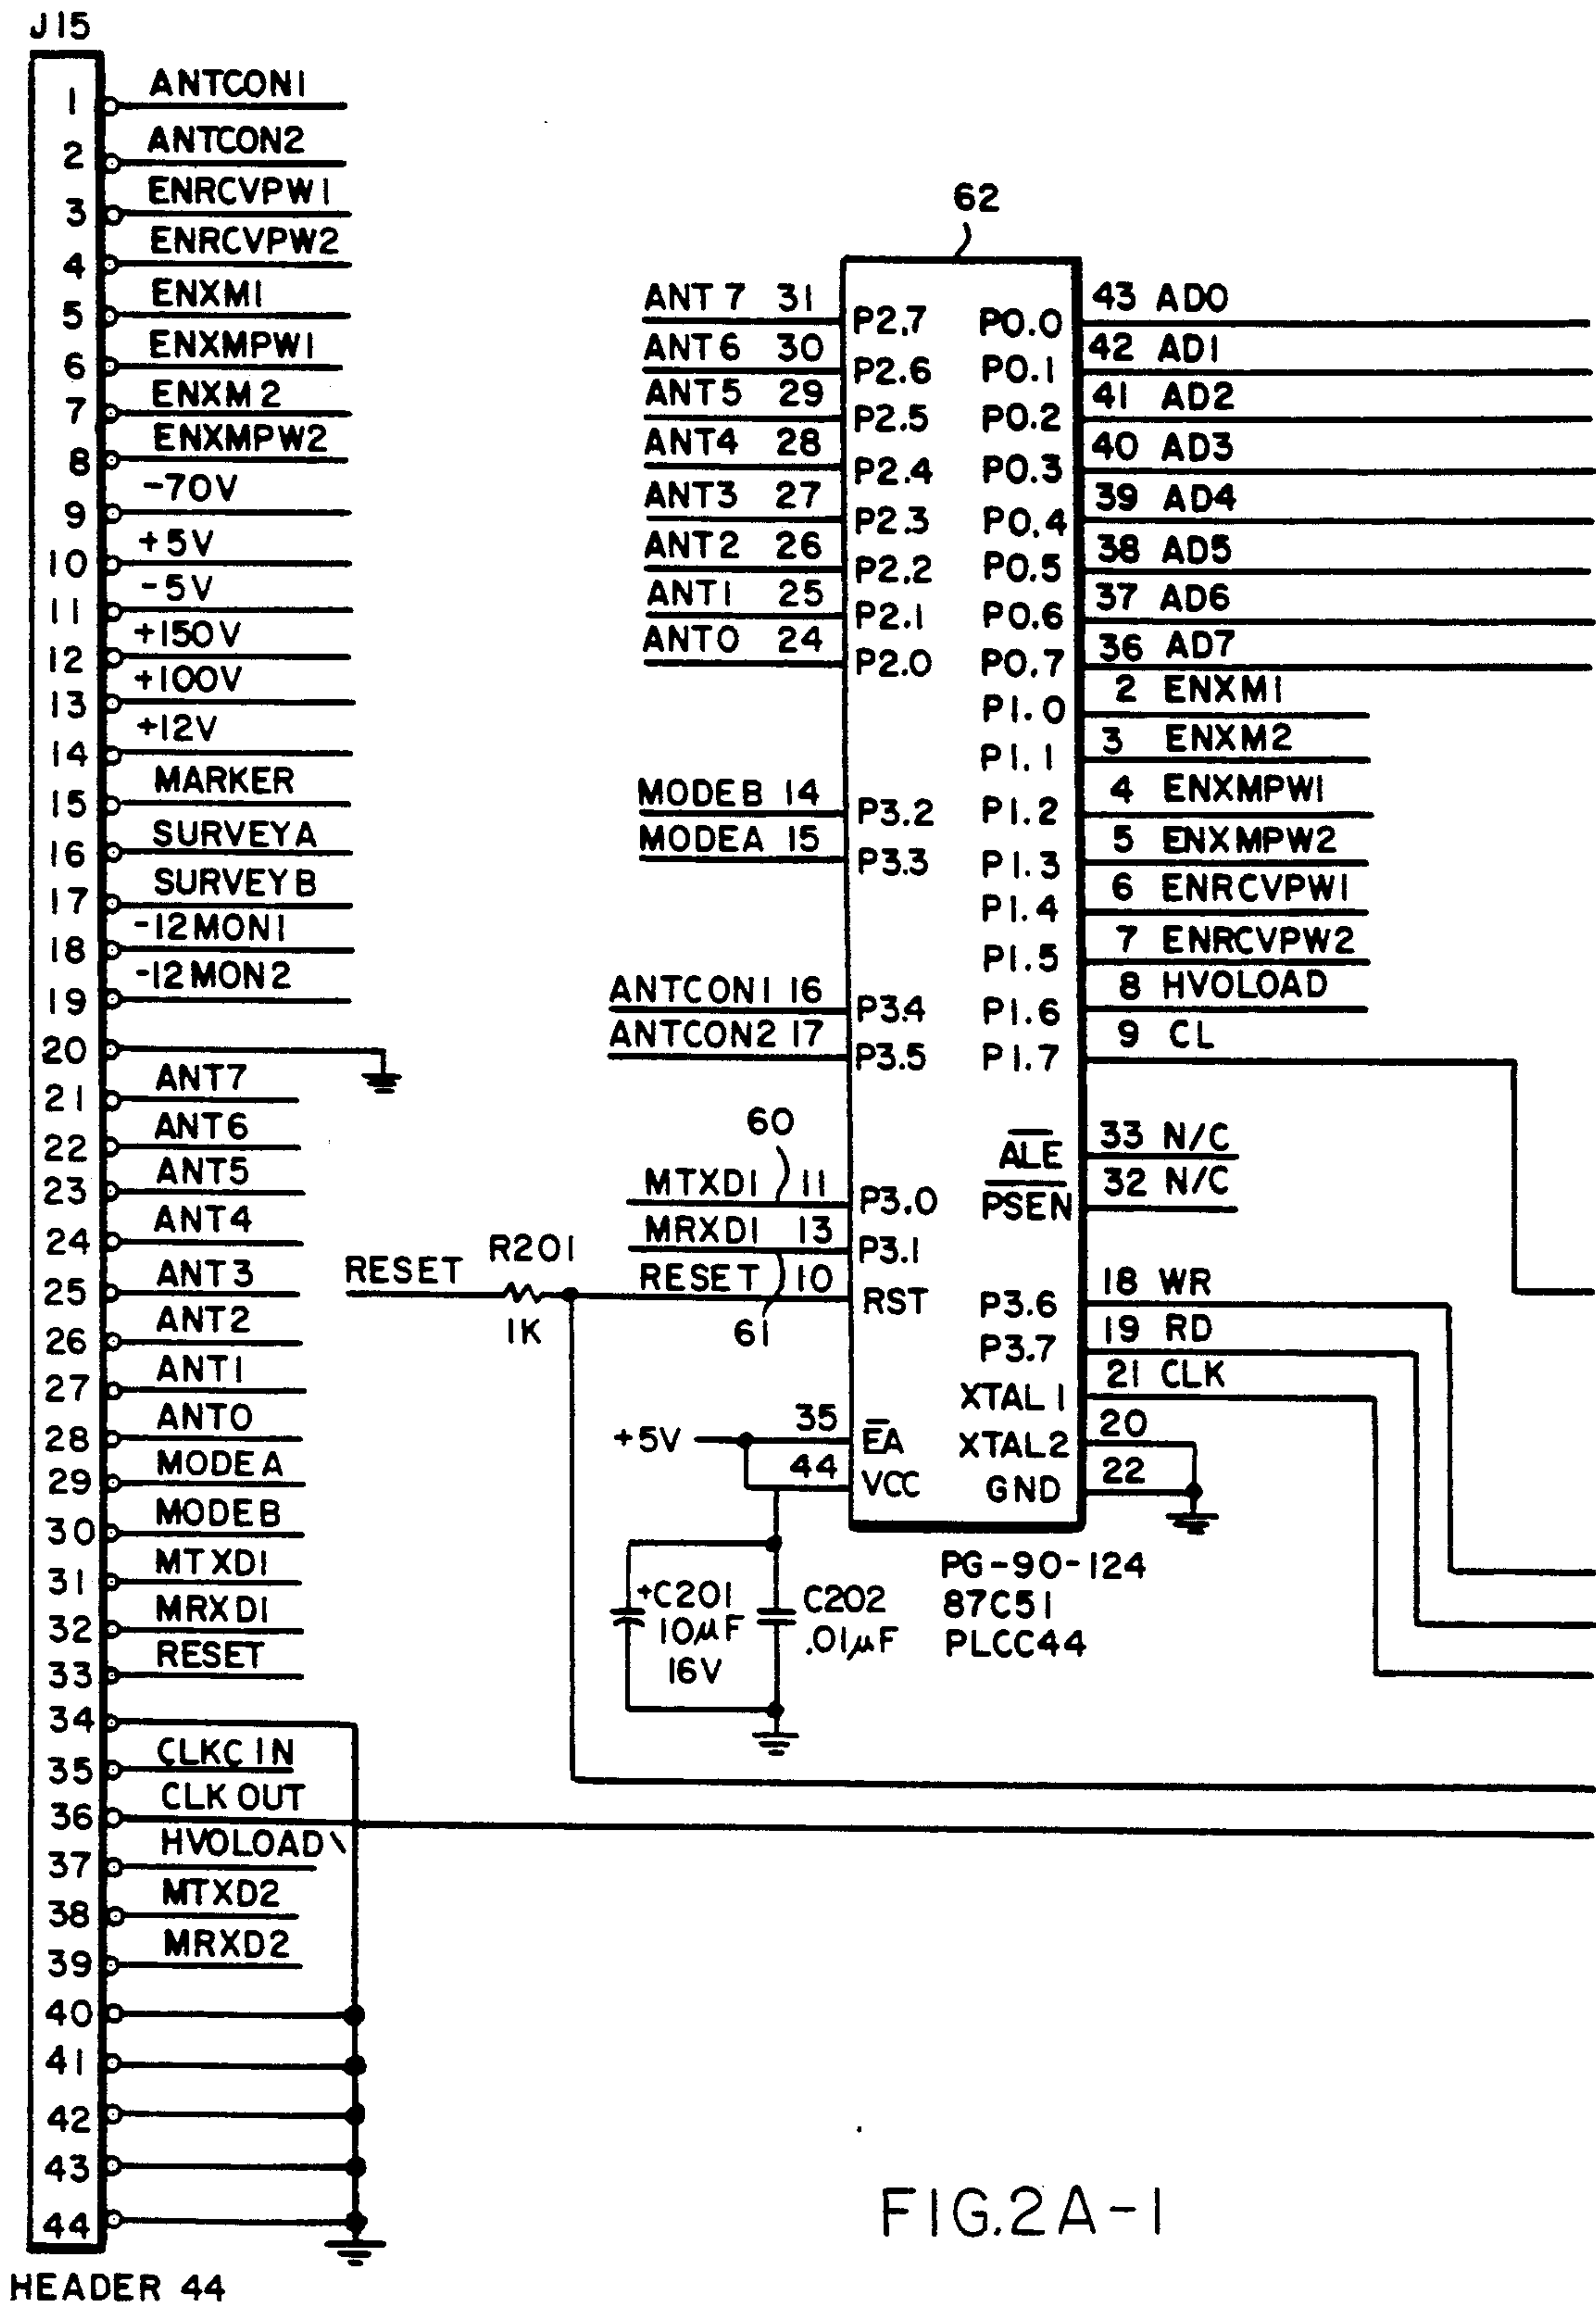 J15
1 ANTCON1
2 ANTCON2
3 ENRCVPW1
4 ENRCVPW2
5 ENXM1
6 ENXMPW1
7 ENXM2
8 ENXMPW2
9 -70V
10 +5V
11 -5V
12 +150V
13 +100V
14 +12V
15 MARKER
16 SURVEYA
17 SURVEYB
18 -12MON1
19 -12MON2
20
21 ANT7
22 ANT6
23 ANT5
24 ANT4
25 ANT3
26 ANT2
27 ANT1
28 ANT0
29 MODEA
30 MODEB
31 MTXD1
32 MRXD1
33 RESET
34
35 CLKCIN
36 CLK OUT
37 HVOLOAD\
38 MTXD2
39 MRXD2
40
41
42
43
44
HEADER 44
62
ANT7 31 P2.7
ANT6 30 P2.6
ANT5 29 P2.5
ANT4 28 P2.4
ANT3 27 P2.3
ANT2 26 P2.2
ANT1 25 P2.1
ANT0 24 P2.0
MODEB 14 P3.2
MODEA 15 P3.3
ANTCON1 16 P3.4
ANTCON2 17 P3.5
60
MTXD1 11 P3.0
MRXD1 13 P3.1
RESET R201 1K
RESET 10 RST
61
+5V 35 EA
44 VCC
P0.0 43 AD0
P0.1 42 AD1
P0.2 41 AD2
P0.3 40 AD3
P0.4 39 AD4
P0.5 38 AD5
P0.6 37 AD6
P0.7 36 AD7
P1.0 2 ENXM1
P1.1 3 ENXM2
P1.2 4 ENXMPW1
P1.3 5 ENXMPW2
P1.4 6 ENRCVPW1
P1.5 7 ENRCVPW2
P1.6 8 HVOLOAD
P1.7 9 CL
ALE 33 N/C
PSEN 32 N/C
P3.6 18 WR
P3.7 19 RD
XTAL1 21 CLK
XTAL2 20
GND 22
+C201
10µF
16V
C202
.01µF
PG-90-124
87C51
PLCC44
FIG.2A-1